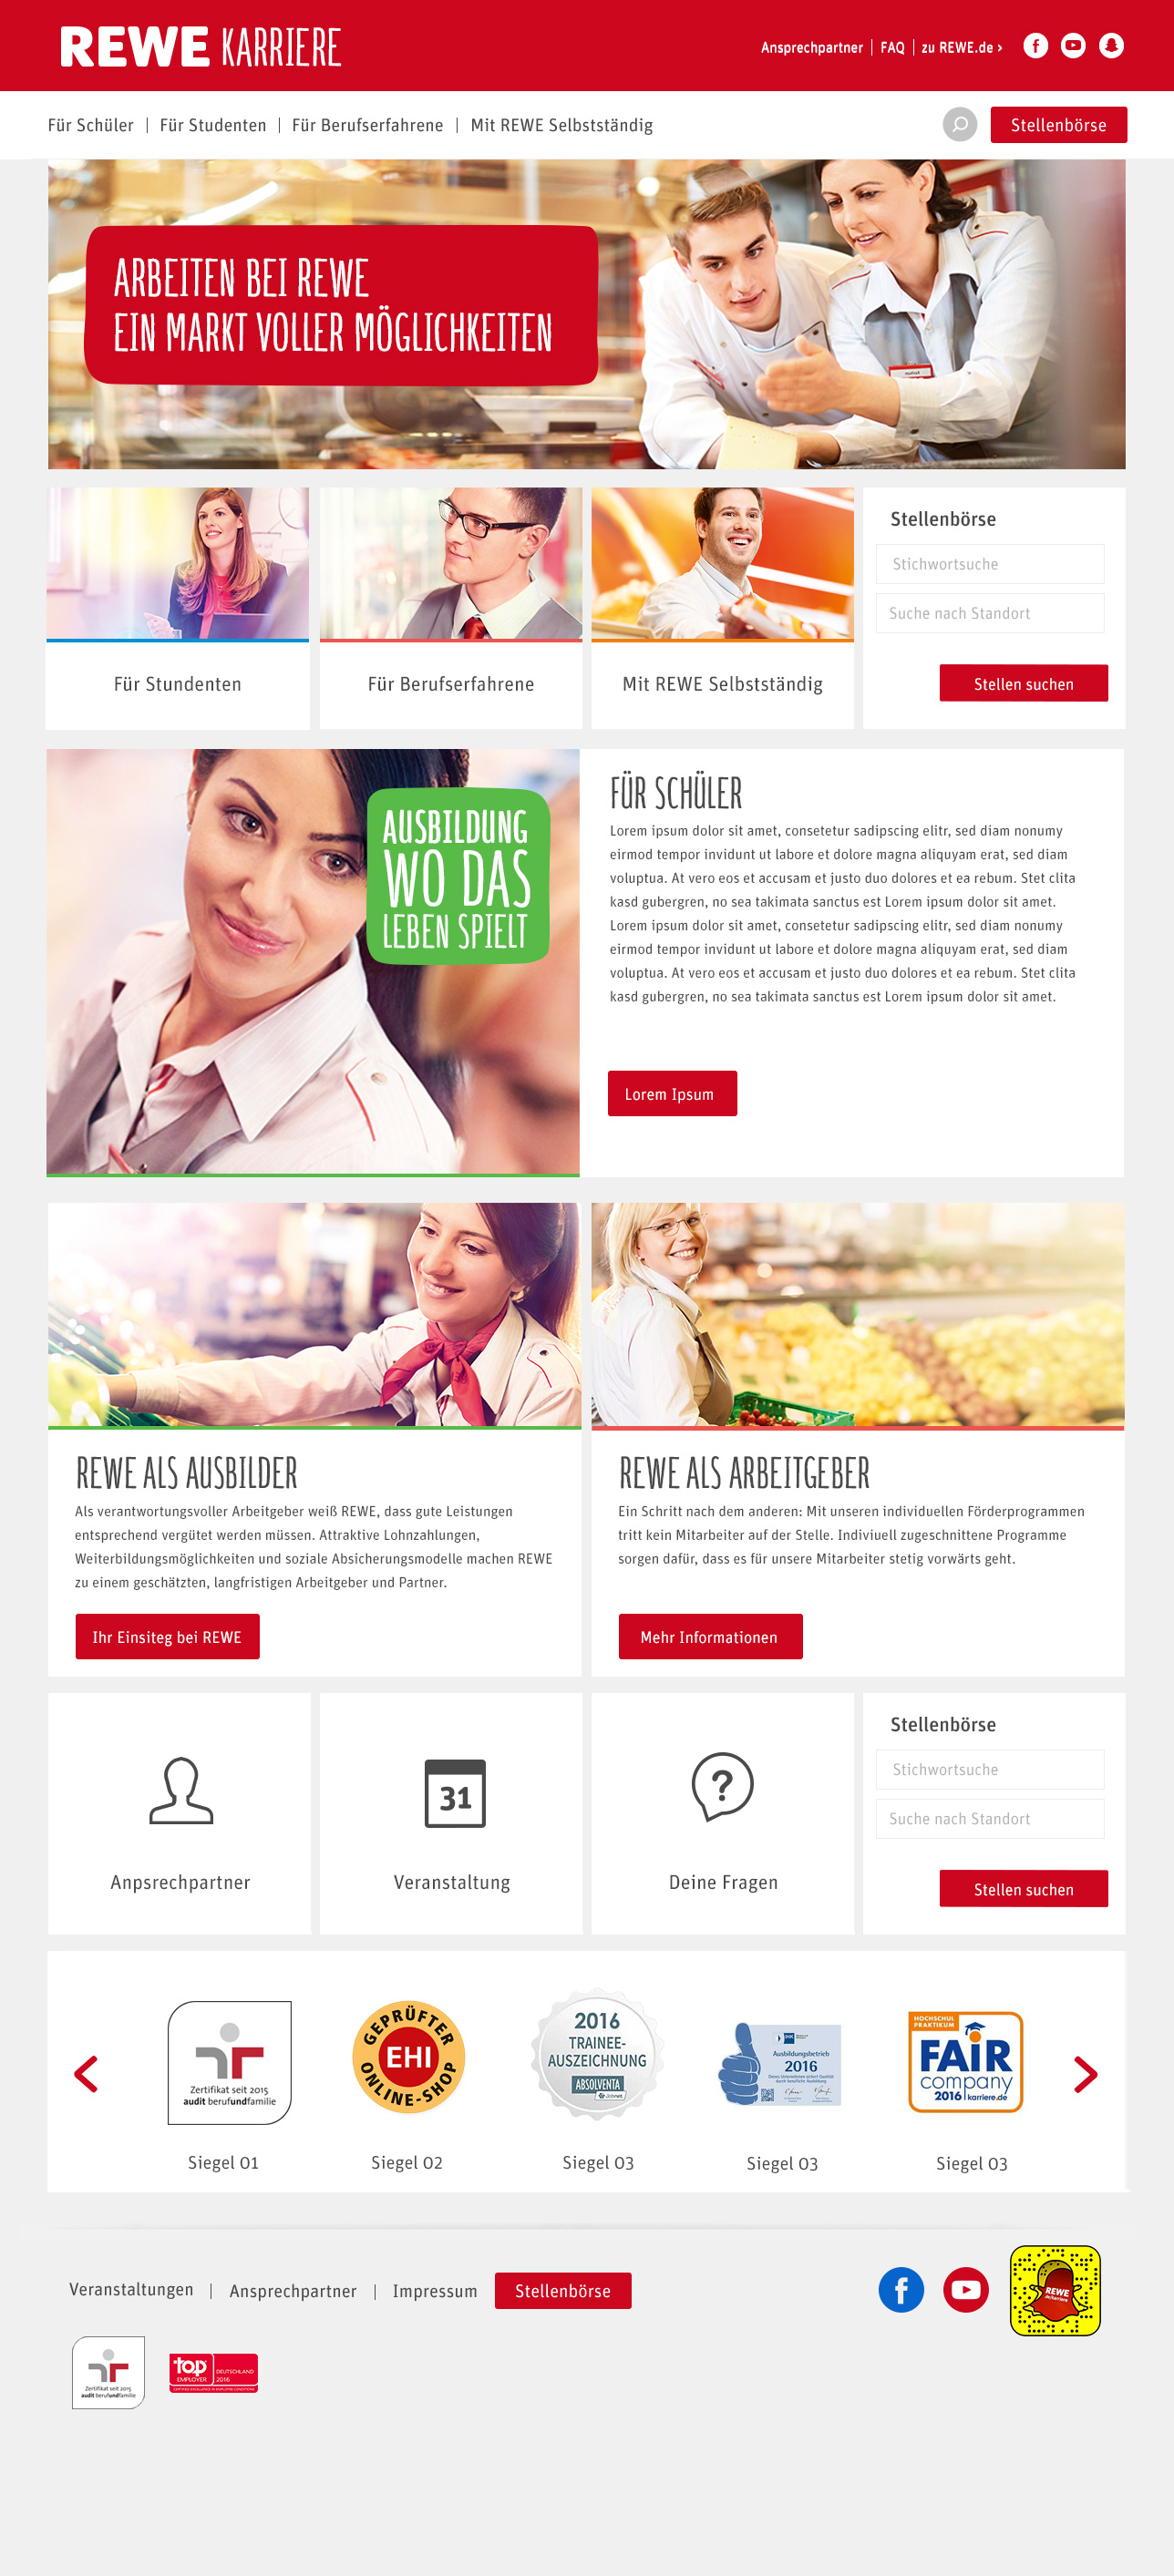 REWE KARRIERE
Ansprechpartner | FAQ | zu REWE.de ›
Für Schüler | Für Studenten | Für Berufserfahrene | Mit REWE Selbstständig
Stellenbörse
ARBEITEN BEI REWE
EIN MARKT VOLLER MÖGLICHKEITEN
Für Stundenten
Für Berufserfahrene
Mit REWE Selbstständig
Stellenbörse
Stichwortsuche
Suche nach Standort
Stellen suchen
AUSBILDUNG
WO DAS
LEBEN SPIELT
FÜR SCHÜLER
Lorem ipsum dolor sit amet, consetetur sadipscing elitr, sed diam nonumy
eirmod tempor invidunt ut labore et dolore magna aliquyam erat, sed diam
voluptua. At vero eos et accusam et justo duo dolores et ea rebum. Stet clita
kasd gubergren, no sea takimata sanctus est Lorem ipsum dolor sit amet.
Lorem ipsum dolor sit amet, consetetur sadipscing elitr, sed diam nonumy
eirmod tempor invidunt ut labore et dolore magna aliquyam erat, sed diam
voluptua. At vero eos et accusam et justo duo dolores et ea rebum. Stet clita
kasd gubergren, no sea takimata sanctus est Lorem ipsum dolor sit amet.
Lorem Ipsum
REWE ALS AUSBILDER
Als verantwortungsvoller Arbeitgeber weiß REWE, dass gute Leistungen
entsprechend vergütet werden müssen. Attraktive Lohnzahlungen,
Weiterbildungsmöglichkeiten und soziale Absicherungsmodelle machen REWE
zu einem geschätzten, langfristigen Arbeitgeber und Partner.
Ihr Einsiteg bei REWE
REWE ALS ARBEITGEBER
Ein Schritt nach dem anderen: Mit unseren individuellen Förderprogrammen
tritt kein Mitarbeiter auf der Stelle. Indiviuell zugeschnittene Programme
sorgen dafür, dass es für unsere Mitarbeiter stetig vorwärts geht.
Mehr Informationen
Anpsrechpartner
31
Veranstaltung
?
Deine Fragen
Stellenbörse
Stichwortsuche
Suche nach Standort
Stellen suchen
Zertifikat seit 2015
audit berufundfamilie
Siegel 01
GEPRÜFTER
EHI
ONLINE-SHOP
Siegel 02
2016
TRAINEE-
AUSZEICHNUNG
ABSOLVENTA
Jobnet
Siegel 03
IHK
Ausbildungsbetrieb
2016
Siegel 03
HOCHSCHUL
PRAKTIKUM
FAIR
company
2016 karriere.de
Siegel 03
Veranstaltungen | Ansprechpartner | Impressum
Stellenbörse
REWE
Zertifikat seit 2015
audit berufundfamilie
top
EMPLOYER
DEUTSCHLAND
2016